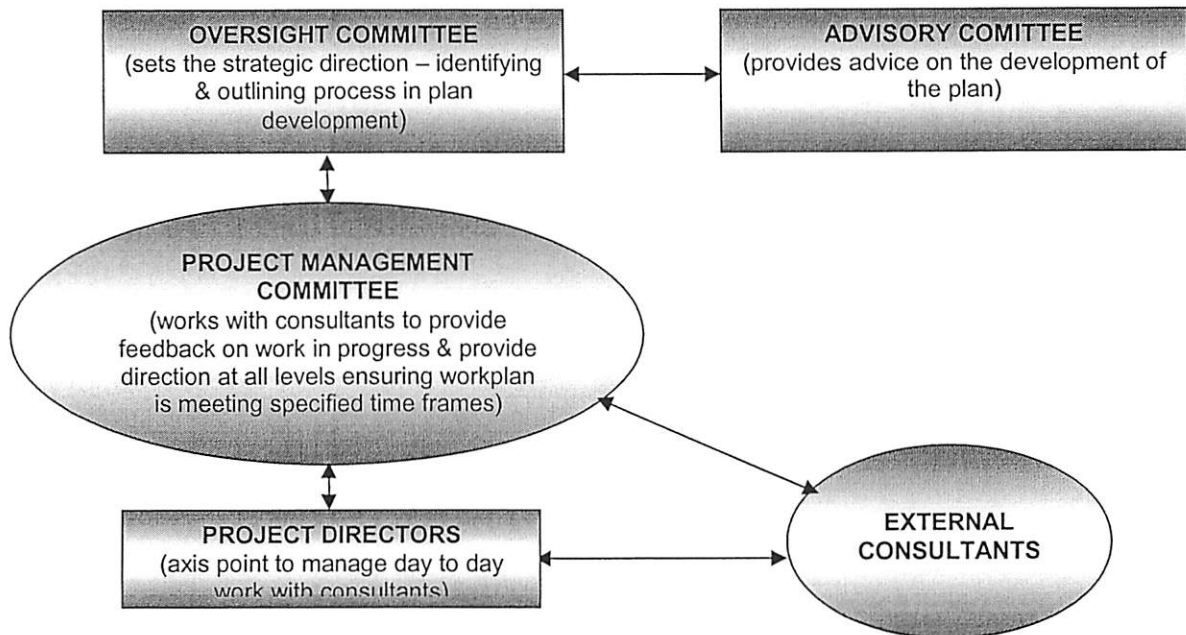 OVERSIGHT COMMITTEE
(sets the strategic direction – identifying
& outlining process in plan
development)
ADVISORY COMITTEE
(provides advice on the development of
the plan)
PROJECT MANAGEMENT
COMMITTEE
(works with consultants to provide
feedback on work in progress & provide
direction at all levels ensuring workplan
is meeting specified time frames)
PROJECT DIRECTORS
(axis point to manage day to day
work with consultants)
EXTERNAL
CONSULTANTS